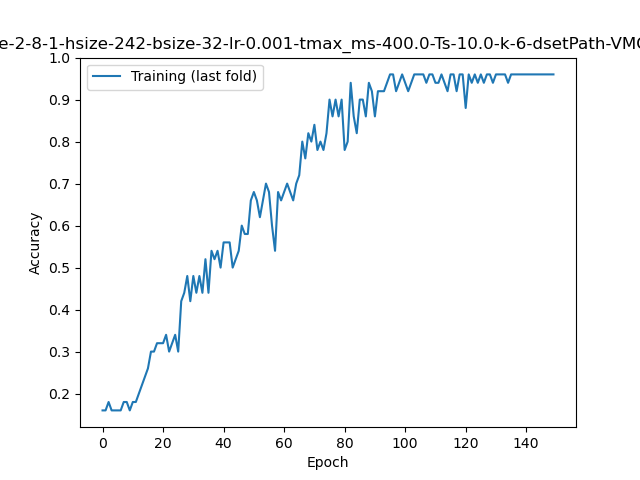 e-2-8-1-hsize-242-bsize-32-lr-0.001-tmax_ms-400.0-Ts-10.0-k-6-dsetPath-VMC
Training (last fold)
1.0
0.9
0.8
0.7
0.6
0.5
0.4
0.3
0.2
Accuracy
0 20 40 60 80 100 120 140
Epoch